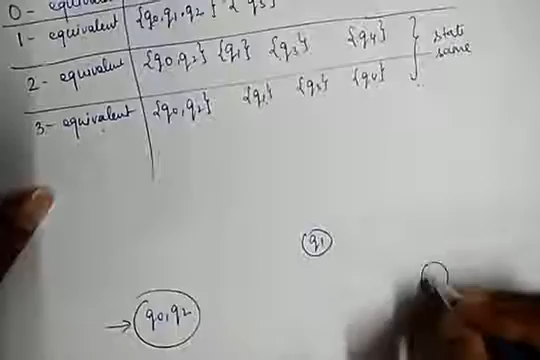 0 - equivalent
1 - equivalent {q0, q1, q2} { q3}
2 - equivalent {q0, q2} {q1} {q3} {q4} } state same
3 - equivalent {q0, q2} {q1} {q3} {q4}
q1
→ q0, q2